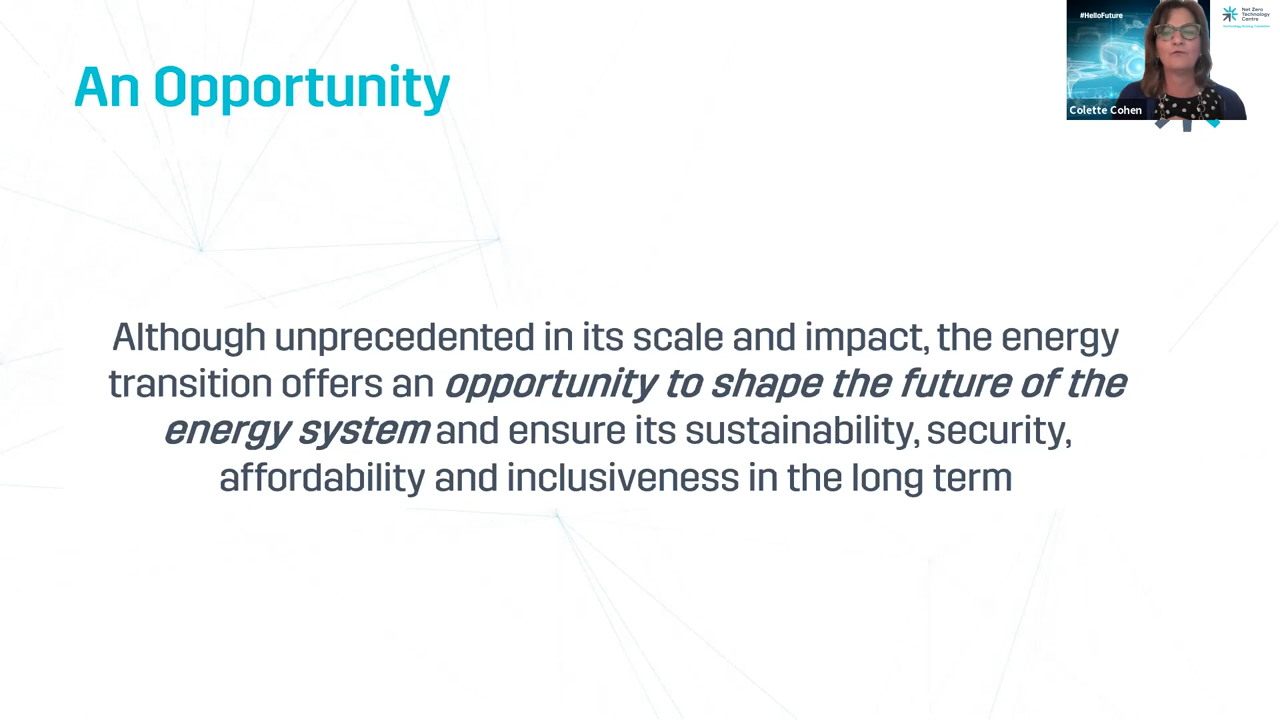 An Opportunity
#HelloFuture
Net Zero
Technology
Centre
Colette Cohen
Although unprecedented in its scale and impact, the energy
transition offers an opportunity to shape the future of the
energy system and ensure its sustainability, security,
affordability and inclusiveness in the long term